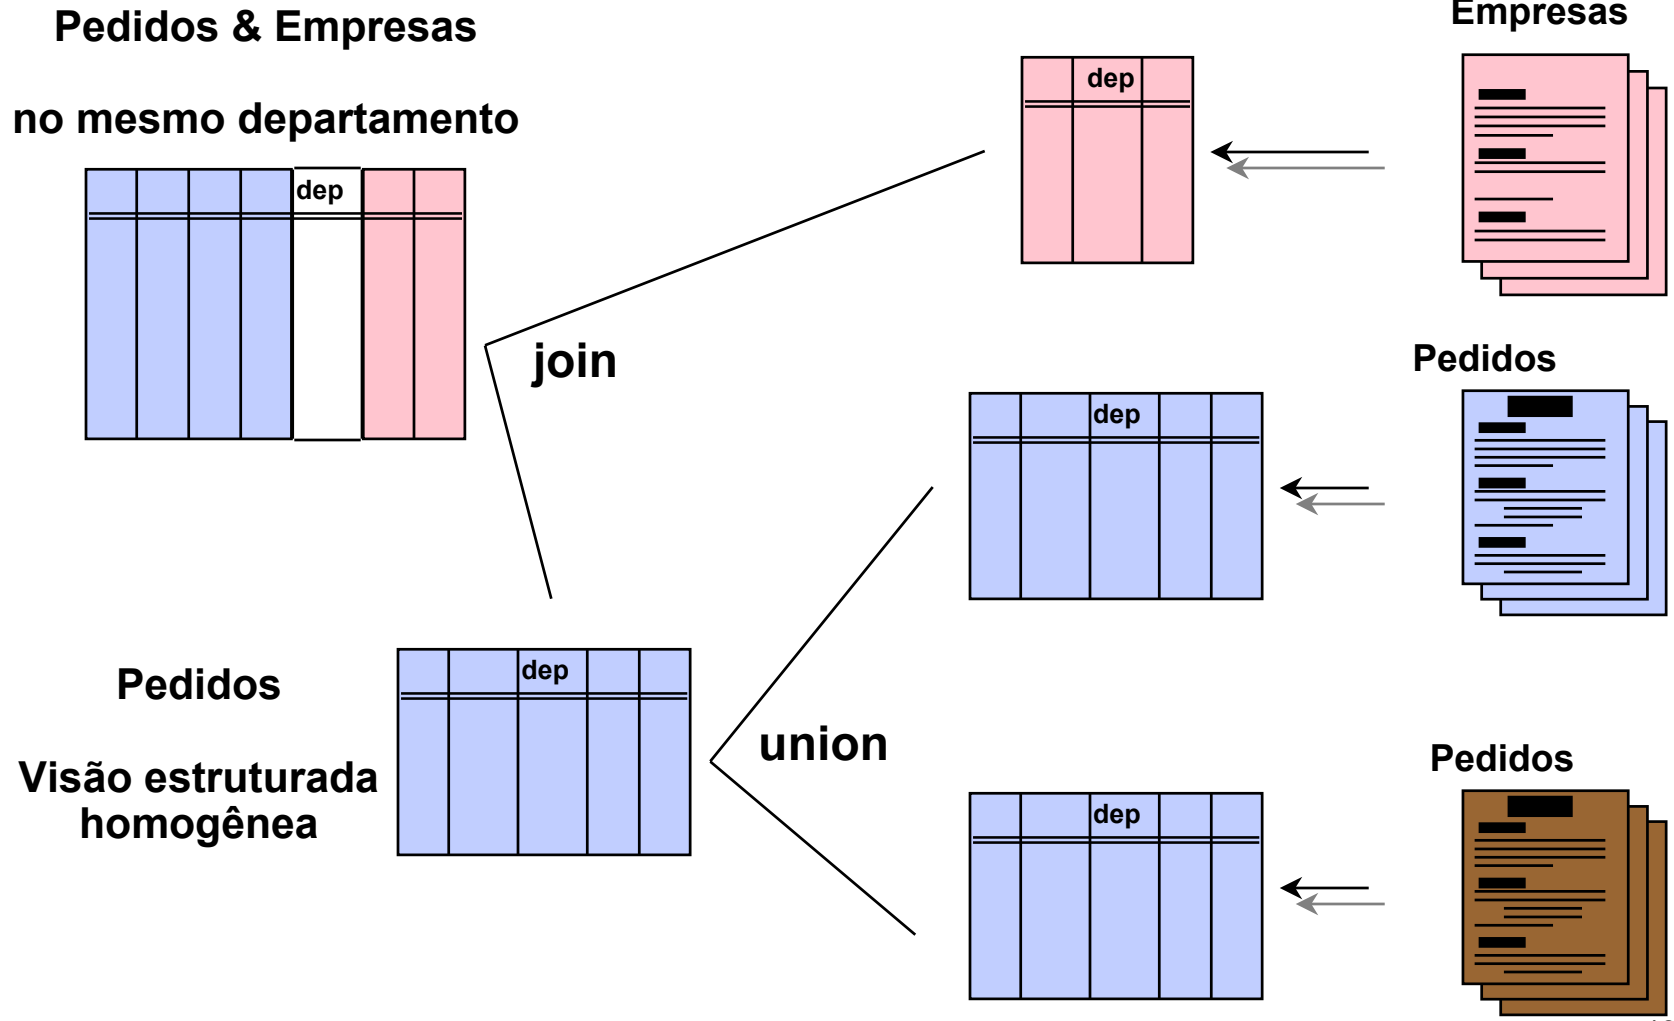 Pedidos & Empresas
no mesmo departamento
dep
join
dep
Empresas
Pedidos
dep
Pedidos
Visão estruturada
homogênea
dep
union
dep
Pedidos